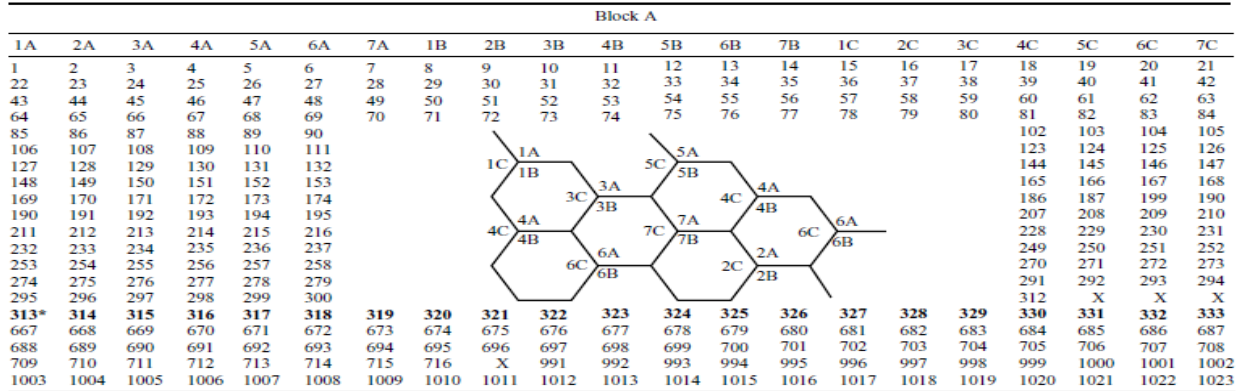 Block A
1A 2A 3A 4A 5A 6A 7A 1B 2B 3B 4B 5B 6B 7B 1C 2C 3C 4C 5C 6C 7C
1 2 3 4 5 6 7 8 9 10 11 12 13 14 15 16 17 18 19 20 21
22 23 24 25 26 27 28 29 30 31 32 33 34 35 36 37 38 39 40 41 42
43 44 45 46 47 48 49 50 51 52 53 54 55 56 57 58 59 60 61 62 63
64 65 66 67 68 69 70 71 72 73 74 75 76 77 78 79 80 81 82 83 84
85 86 87 88 89 90 102 103 104 105
106 107 108 109 110 111 123 124 125 126
127 128 129 130 131 132 144 145 146 147
148 149 150 151 152 153 165 166 167 168
169 170 171 172 173 174 186 187 199 190
190 191 192 193 194 195 207 208 209 210
211 212 213 214 215 216 228 229 230 231
232 233 234 235 236 237 249 250 251 252
253 254 255 256 257 258 270 271 272 273
274 275 276 277 278 279 291 292 293 294
295 296 297 298 299 300 312 X X X
1A 5A
1C 5C
1B 5B
3A 4A
3C 4C
3B 4B
4A 7A 6A
4C 7C 6C
4B 7B 6B
6A 2A
6C 2C
6B 2B
313* 314 315 316 317 318 319 320 321 322 323 324 325 326 327 328 329 330 331 332 333
667 668 669 670 671 672 673 674 675 676 677 678 679 680 681 682 683 684 685 686 687
688 689 690 691 692 693 694 695 696 697 698 699 700 701 702 703 704 705 706 707 708
709 710 711 712 713 714 715 716 X 991 992 993 994 995 996 997 998 999 1000 1001 1002
1003 1004 1005 1006 1007 1008 1009 1010 1011 1012 1013 1014 1015 1016 1017 1018 1019 1020 1021 1022 1023